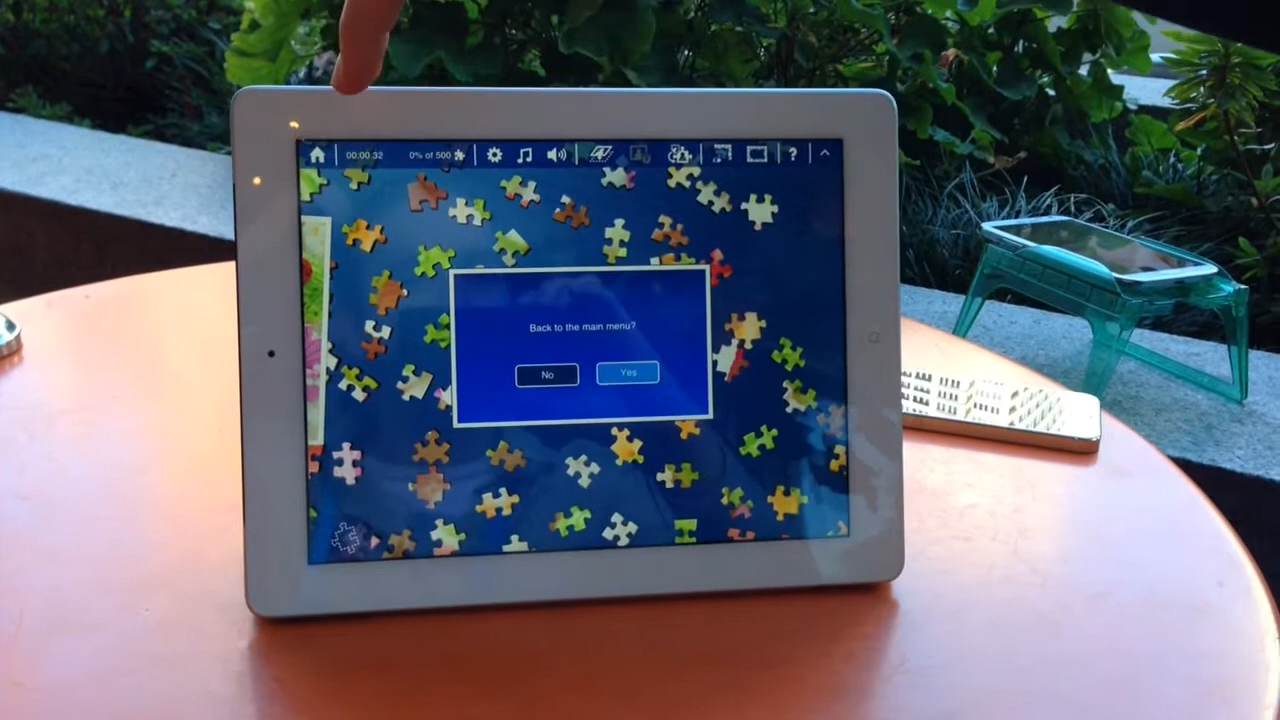 00:00:32 0% of 500 ?
Back to the main menu?
No Yes